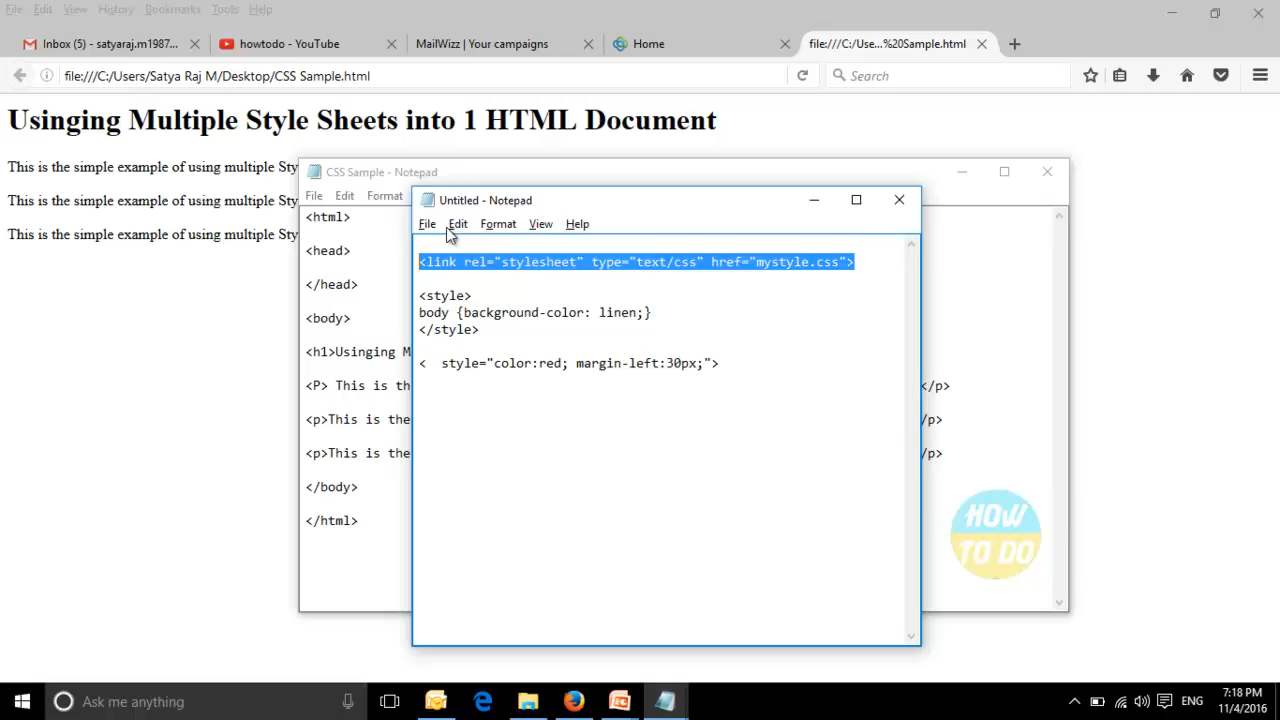 File Edit View History Bookmarks Tools Help
Inbox (5) - satyaraj.m1987...
howtodo - YouTube
MailWizz | Your campaigns
Home
file:///C:/Use...%20Sample.html
file:///C:/Users/Satya Raj M/Desktop/CSS Sample.html
Search
Usinging Multiple Style Sheets into 1 HTML Document
This is the simple example of using multiple Sty
This is the simple example of using multiple Sty
This is the simple example of using multiple Sty
CSS Sample - Notepad
File Edit Format
<html>
<head>
</head>
<body>
<h1>Usinging M
<P> This is th
</p>
<p>This is the
/p>
<p>This is the
/p>
</body>
</html>
Untitled - Notepad
File Edit Format View Help
<link rel="stylesheet" type="text/css" href="mystyle.css">
<style>
body {background-color: linen;}
</style>
<  style="color:red; margin-left:30px;">
HOW
TO DO
Ask me anything
ENG
7:18 PM
11/4/2016